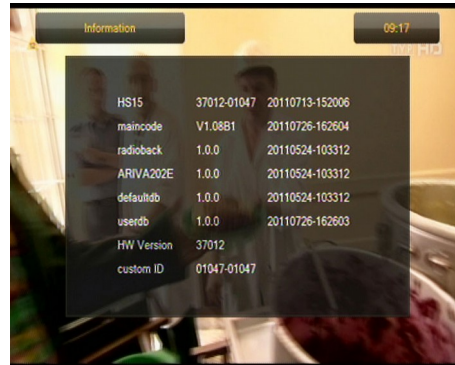 Information 09:17
TVP HD
HS15 37012-01047 20110713-152006
maincode V1.08B1 20110726-162604
radioback 1.0.0 20110524-103312
ARIVA202E 1.0.0 20110524-103312
defaultdb 1.0.0 20110524-103312
userdb 1.0.0 20110726-162603
HW Version 37012
custom ID 01047-01047